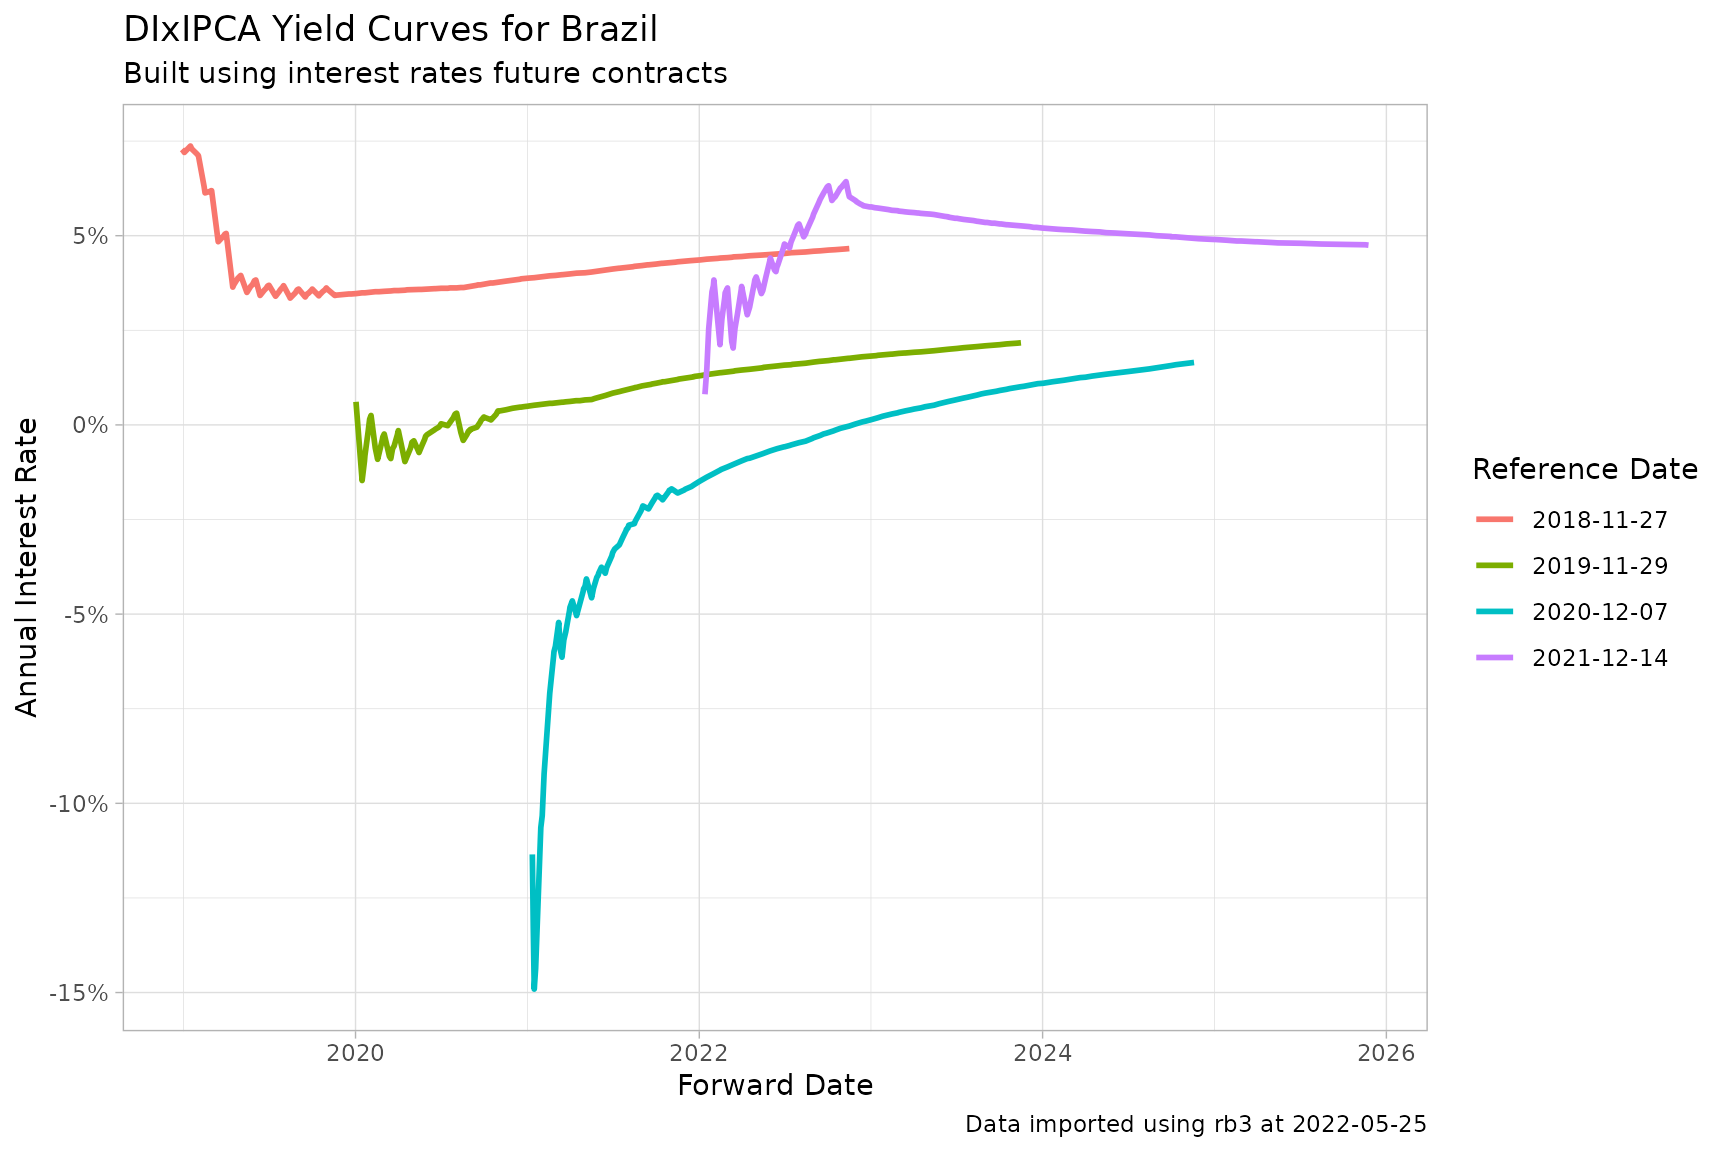 DIxIPCA Yield Curves for Brazil
Built using interest rates future contracts
Annual Interest Rate
5%
0%
-5%
-10%
-15%
2020
2022
2024
2026
Forward Date
Reference Date
2018-11-27
2019-11-29
2020-12-07
2021-12-14
Data imported using rb3 at 2022-05-25